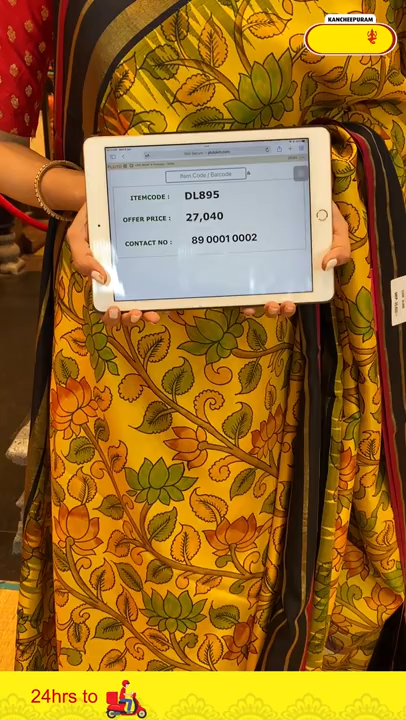 KANCHEEPURAM
Item Code / Barcode
ITEMCODE : DL895
OFFER PRICE : 27,040
CONTACT NO : 89 0001 0002
24hrs to